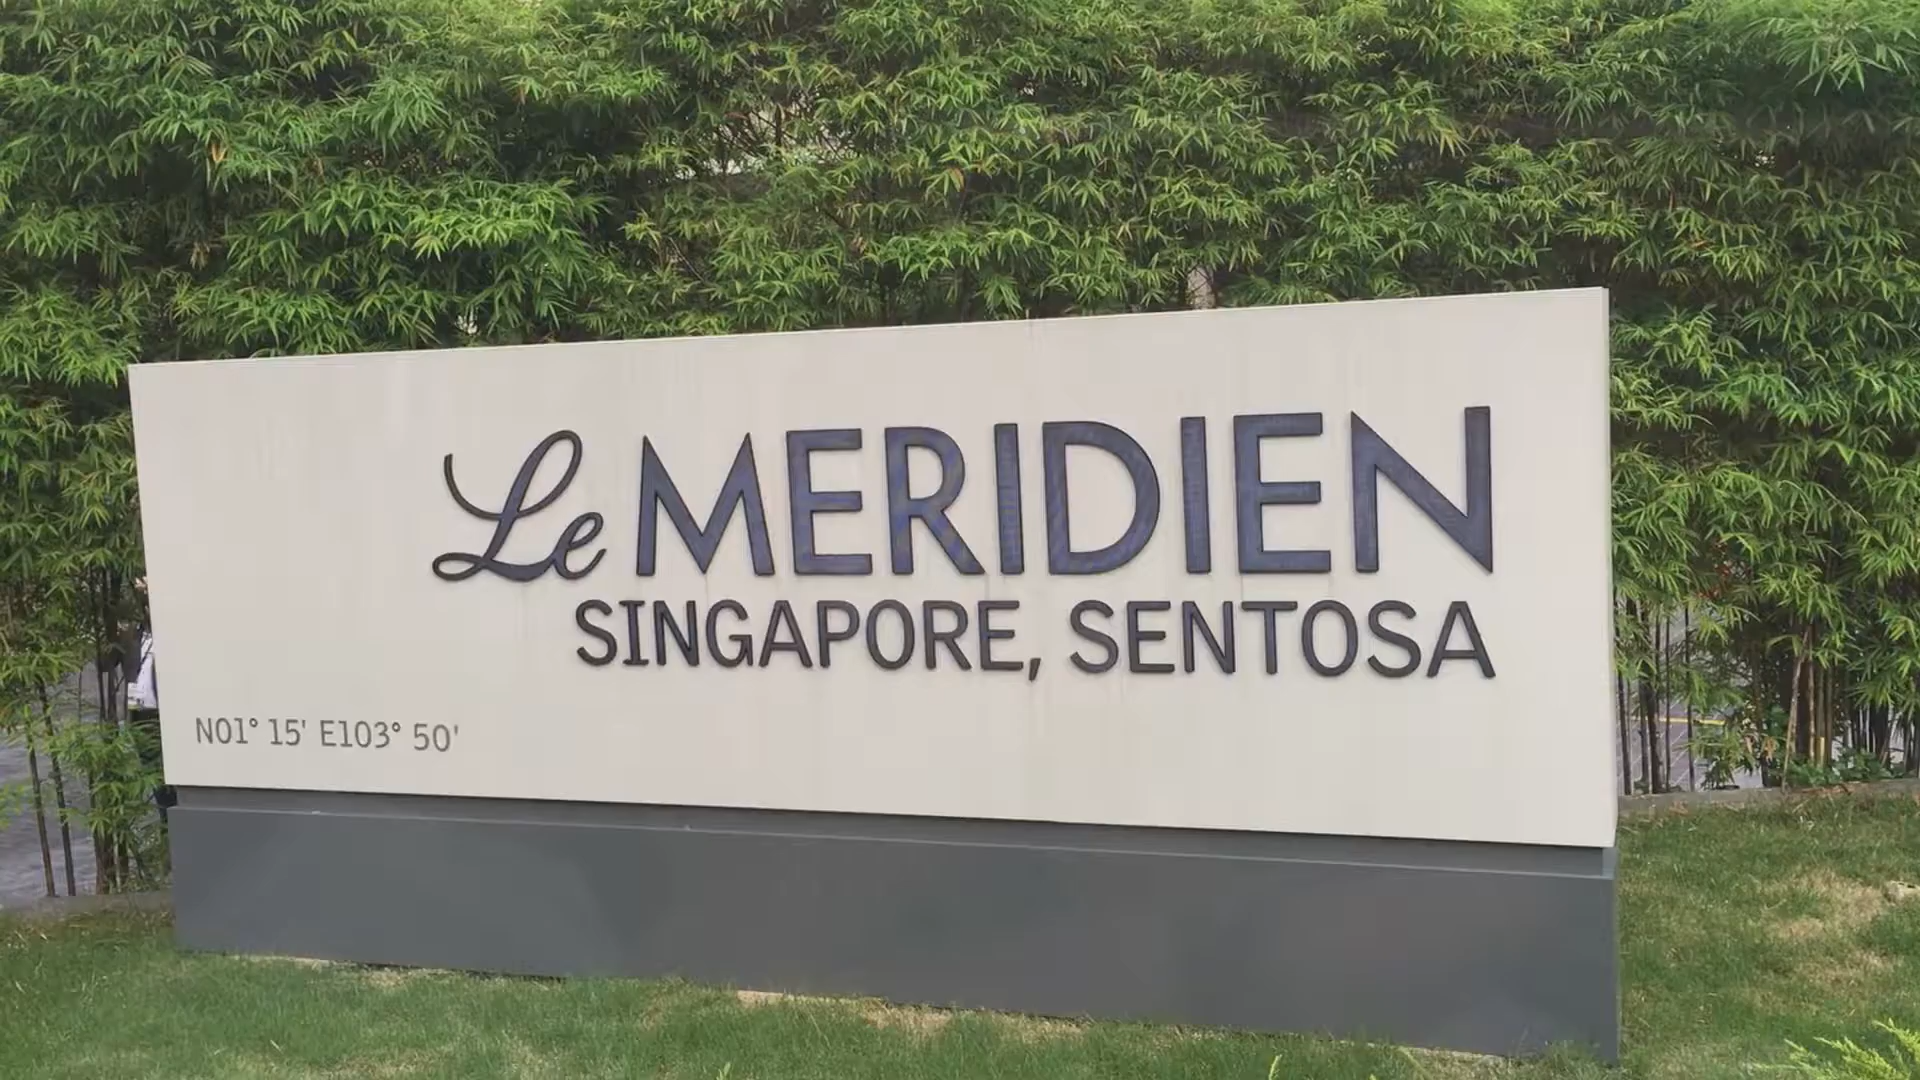 Le MERIDIEN
SINGAPORE, SENTOSA
N01° 15' E103° 50'